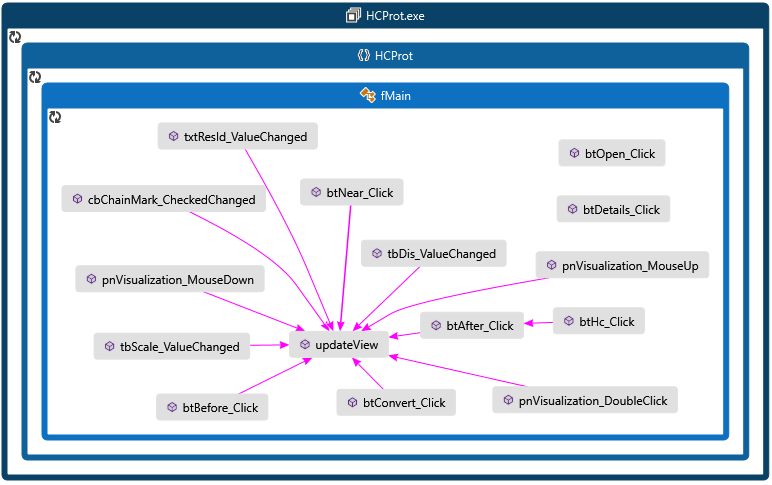 HCProt.exe
HCProt
fMain
txtResId_ValueChanged
btOpen_Click
cbChainMark_CheckedChanged
btNear_Click
btDetails_Click
tbDis_ValueChanged
pnVisualization_MouseDown
pnVisualization_MouseUp
btAfter_Click
btHc_Click
tbScale_ValueChanged
updateView
btBefore_Click
btConvert_Click
pnVisualization_DoubleClick